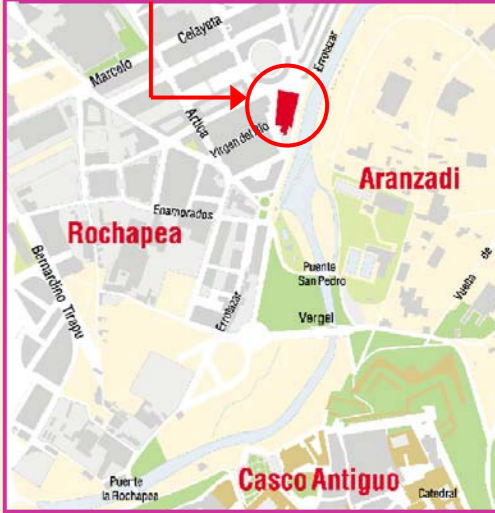 Celayeta
Errotazar
Marcelo
Artica
Virgen del Río
Aranzadi
Enamorados
Rochapea
Bernardino Tirapu
Errotazar
Puente
San Pedro
Vuelta de
Vergel
Casco Antiguo
Puente
la Rochapea
Catedral